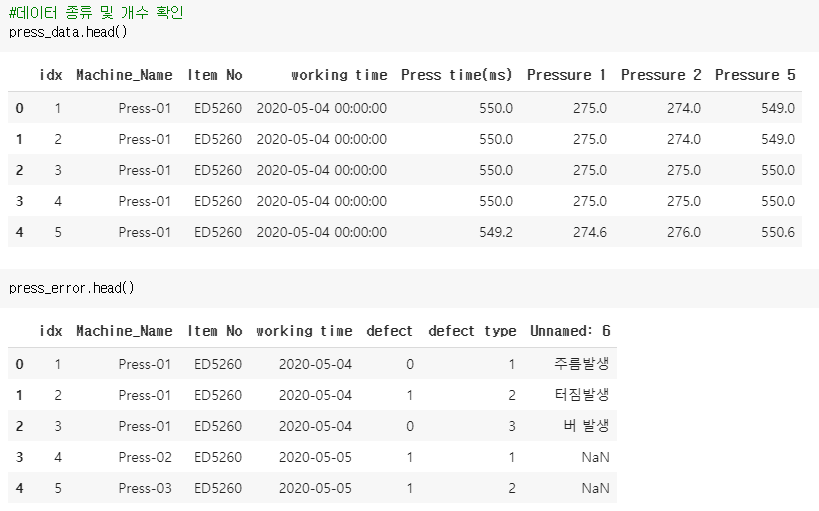 #데이터 종류 및 개수 확인
press_data.head()
idx Machine_Name Item No working time Press time(ms) Pressure 1 Pressure 2 Pressure 5
0 1 Press-01 ED5260 2020-05-04 00:00:00 550.0 275.0 274.0 549.0
1 2 Press-01 ED5260 2020-05-04 00:00:00 550.0 275.0 274.0 549.0
2 3 Press-01 ED5260 2020-05-04 00:00:00 550.0 275.0 275.0 550.0
3 4 Press-01 ED5260 2020-05-04 00:00:00 550.0 275.0 275.0 550.0
4 5 Press-01 ED5260 2020-05-04 00:00:00 549.2 274.6 276.0 550.6
press_error.head()
idx Machine_Name Item No working time defect defect type Unnamed: 6
0 1 Press-01 ED5260 2020-05-04 0 1 주름발생
1 2 Press-01 ED5260 2020-05-04 1 2 터짐발생
2 3 Press-01 ED5260 2020-05-04 0 3 버 발생
3 4 Press-02 ED5260 2020-05-05 1 1 NaN
4 5 Press-03 ED5260 2020-05-05 1 2 NaN